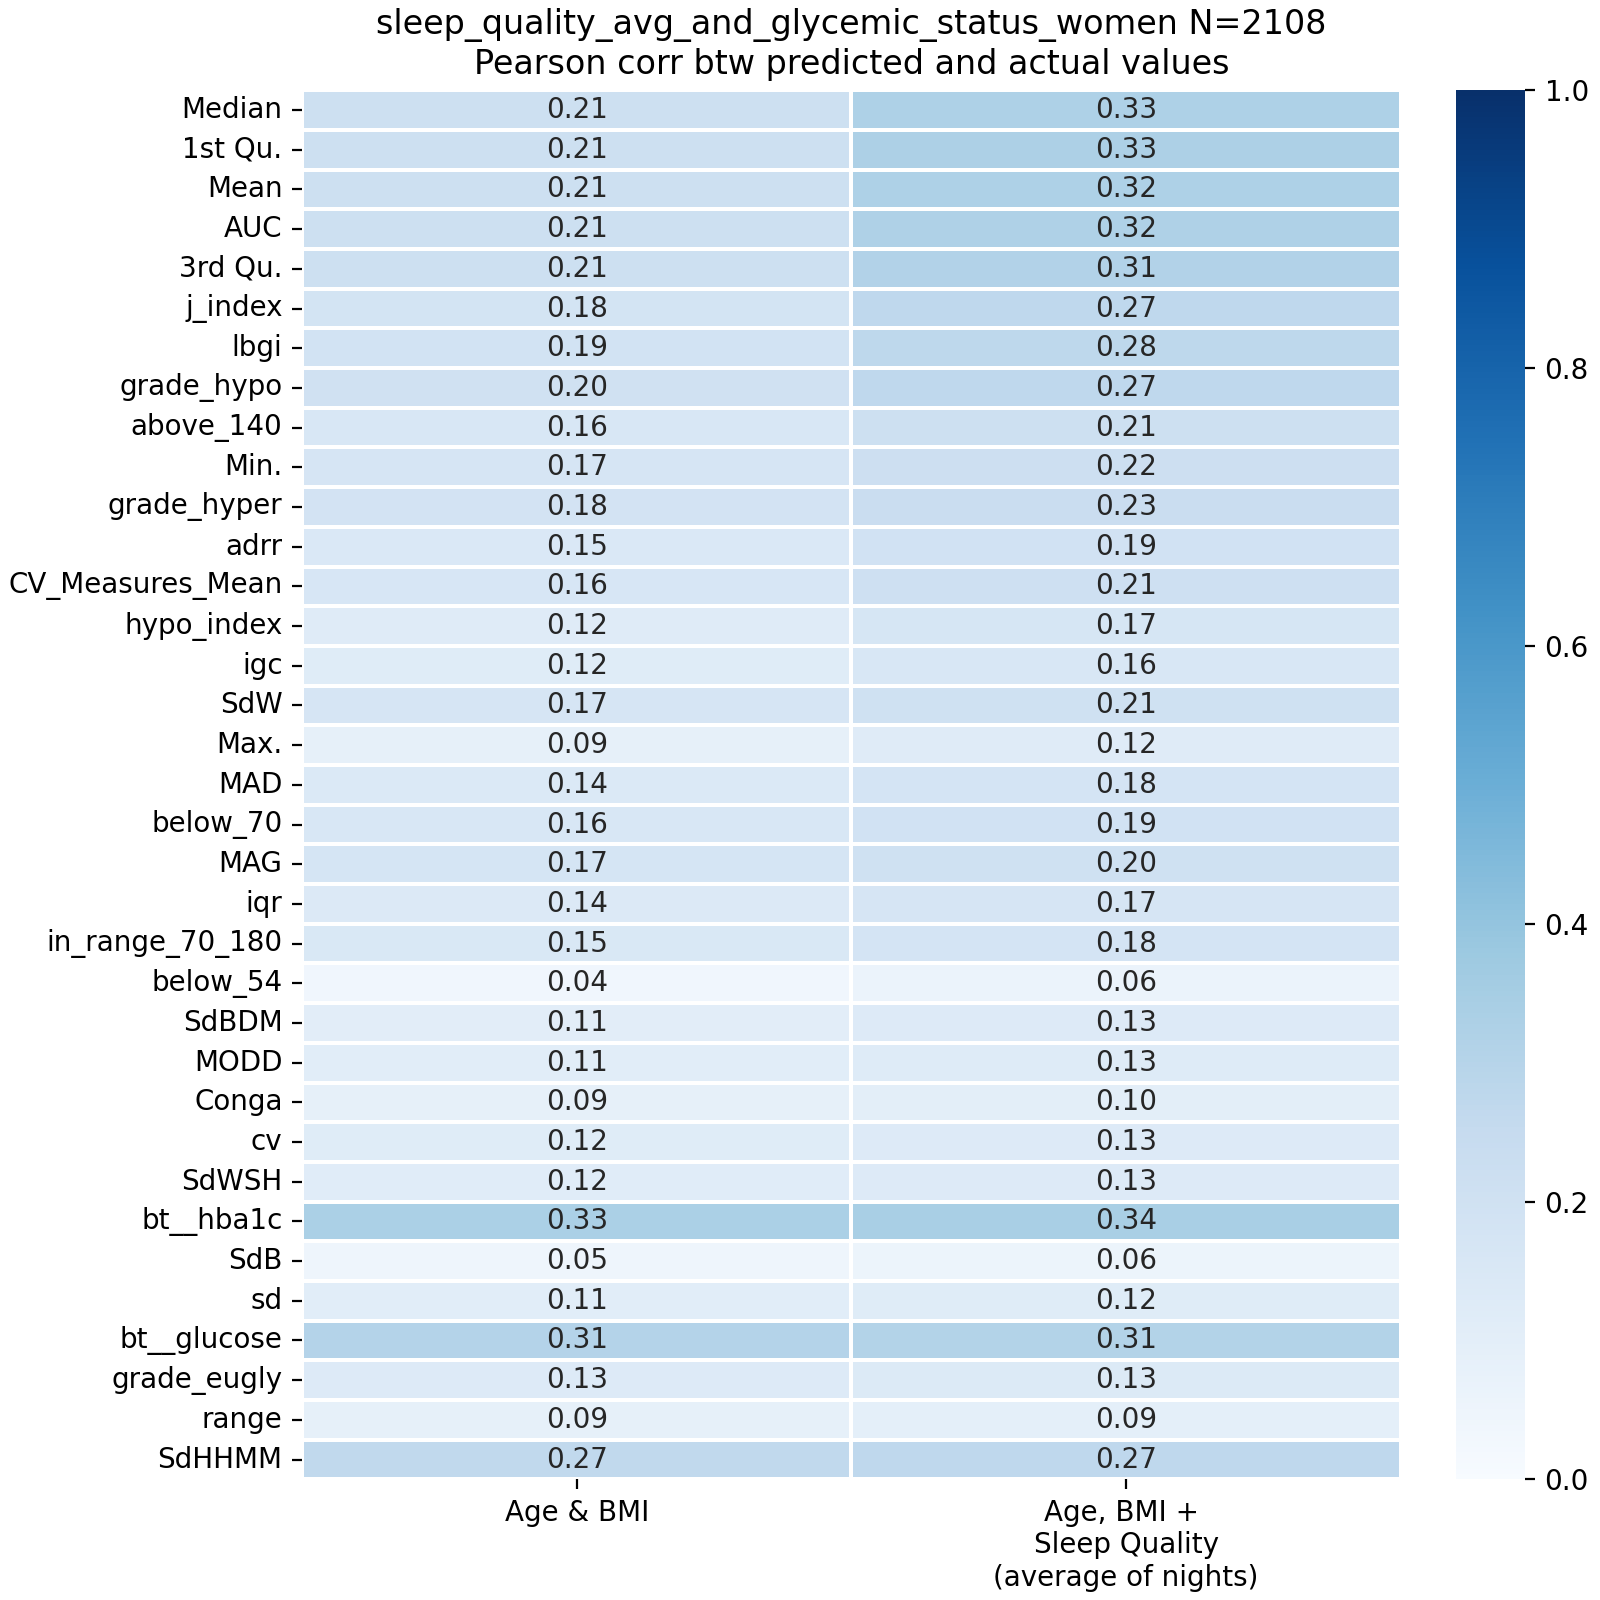 sleep_quality_avg_and_glycemic_status_women N=2108
Pearson corr btw predicted and actual values
Median 0.21 0.33
1st Qu. 0.21 0.33
Mean 0.21 0.32
AUC 0.21 0.32
3rd Qu. 0.21 0.31
j_index 0.18 0.27
lbgi 0.19 0.28
grade_hypo 0.20 0.27
above_140 0.16 0.21
Min. 0.17 0.22
grade_hyper 0.18 0.23
adrr 0.15 0.19
CV_Measures_Mean 0.16 0.21
hypo_index 0.12 0.17
igc 0.12 0.16
SdW 0.17 0.21
Max. 0.09 0.12
MAD 0.14 0.18
below_70 0.16 0.19
MAG 0.17 0.20
iqr 0.14 0.17
in_range_70_180 0.15 0.18
below_54 0.04 0.06
SdBDM 0.11 0.13
MODD 0.11 0.13
Conga 0.09 0.10
cv 0.12 0.13
SdWSH 0.12 0.13
bt__hba1c 0.33 0.34
SdB 0.05 0.06
sd 0.11 0.12
bt__glucose 0.31 0.31
grade_eugly 0.13 0.13
range 0.09 0.09
SdHHMM 0.27 0.27
Age & BMI
Age, BMI +
Sleep Quality
(average of nights)
1.0
0.8
0.6
0.4
0.2
0.0